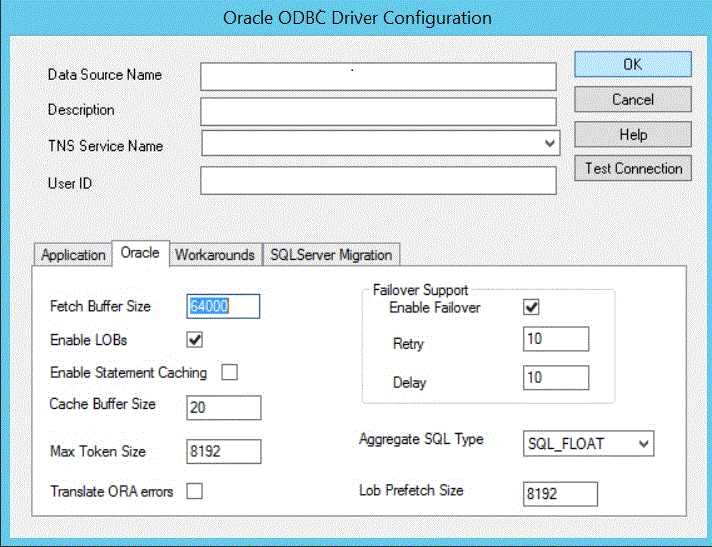 Oracle ODBC Driver Configuration
Data Source Name
OK
Description
Cancel
TNS Service Name
Help
User ID
Test Connection
Application Oracle Workarounds SQLServer Migration
Fetch Buffer Size 64000
Enable LOBs
Enable Statement Caching
Cache Buffer Size 20
Max Token Size 8192
Translate ORA errors
Failover Support
Enable Failover
Retry 10
Delay 10
Aggregate SQL Type SQL_FLOAT
Lob Prefetch Size 8192